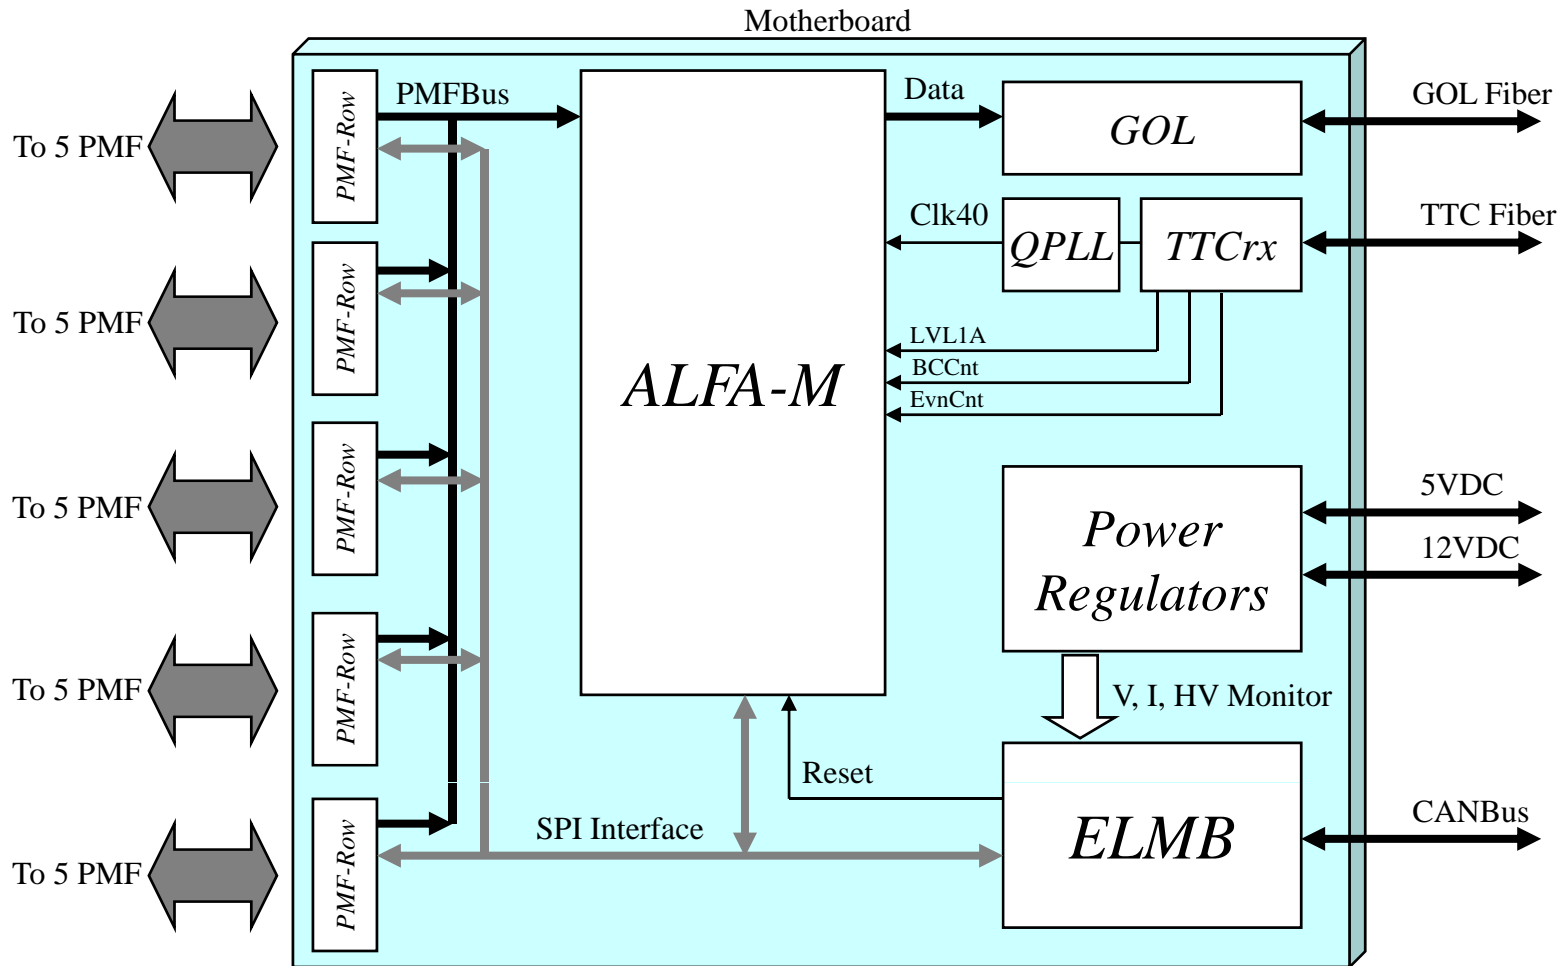 Motherboard
To 5 PMF
PMF-Row
PMFBus
ALFA-M
Data
GOL
GOL Fiber
Clk40
QPLL
TTCrx
TTC Fiber
LVL1A
BCCnt
EvnCnt
To 5 PMF
PMF-Row
To 5 PMF
PMF-Row
Power
Regulators
5VDC
12VDC
To 5 PMF
PMF-Row
V, I, HV Monitor
Reset
SPI Interface
ELMB
CANBus
To 5 PMF
PMF-Row